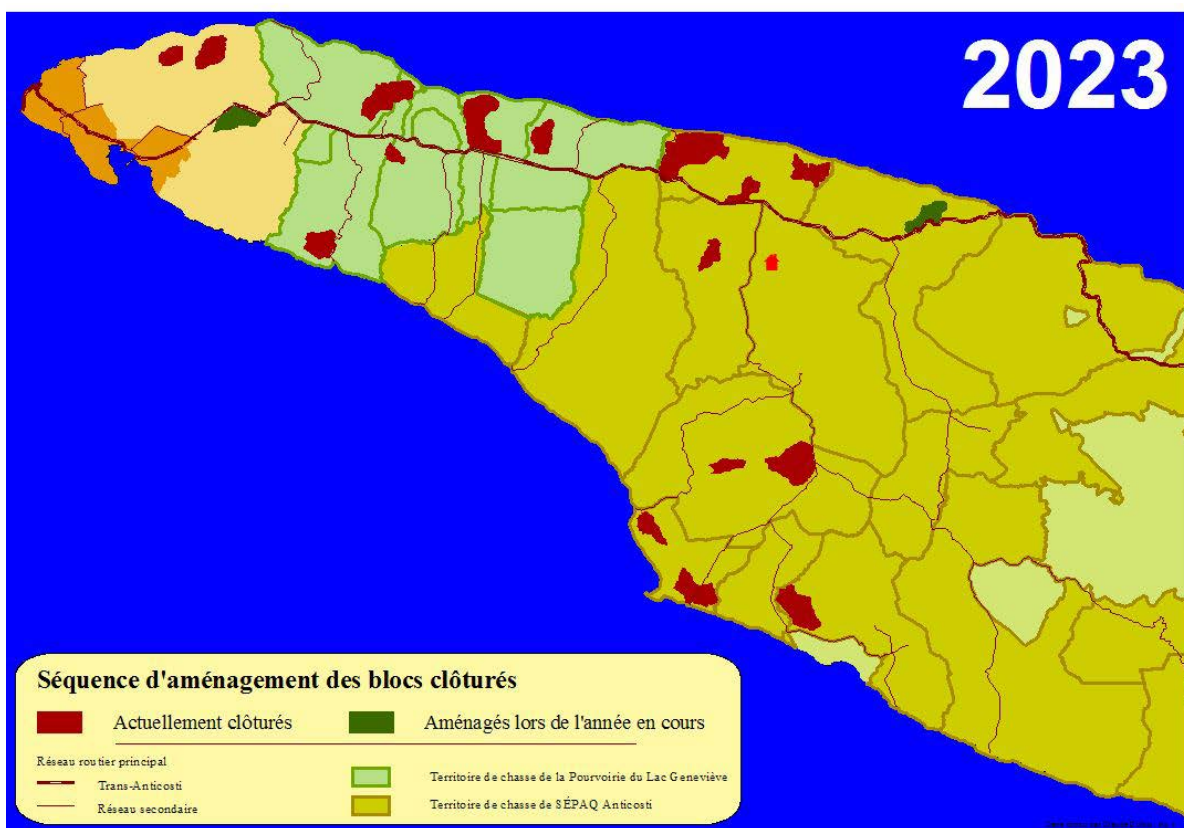 2023
Séquence d'aménagement des blocs clôturés
Actuellement clôturés
Aménagés lors de l'année en cours
Réseau routier principal
Trans-Anticosti
Réseau secondaire
Territoire de chasse de la Pourvoirie du Lac Geneviève
Territoire de chasse de SÉPAQ Anticosti